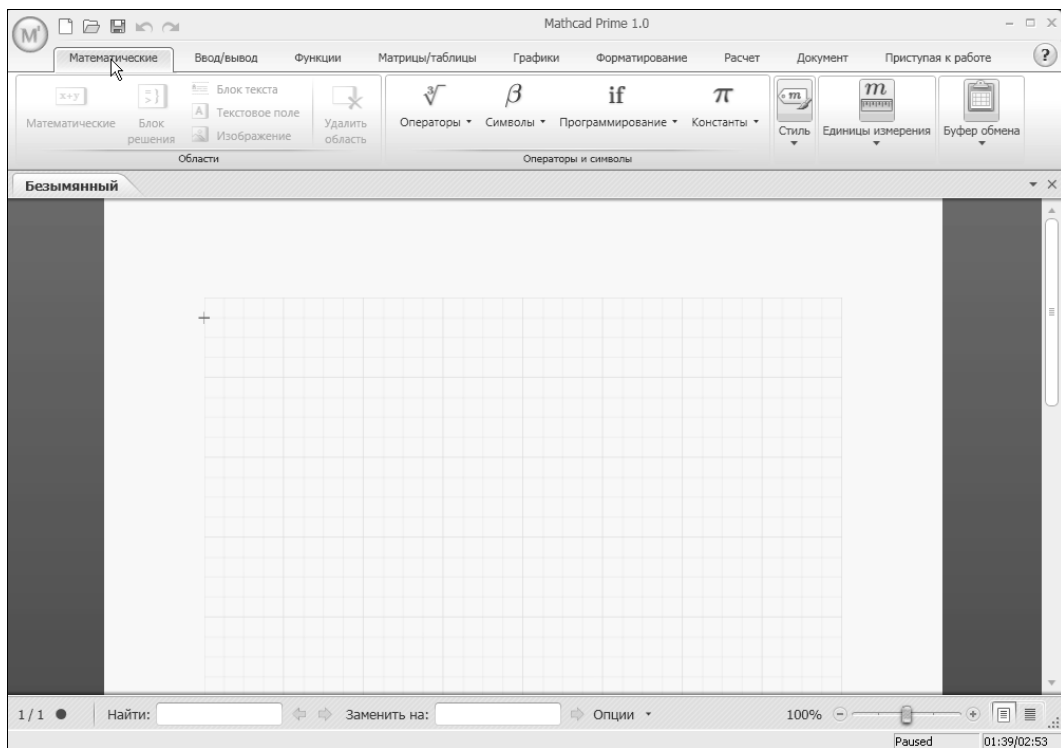 Mathcad Prime 1.0
Математические Ввод/вывод Функции Матрицы/таблицы Графики Форматирование Расчет Документ Приступая к работе ?
x+y
Математические
Блок
решения
Блок текста
A Текстовое поле
Изображение
Удалить
область
Области
∛ β if π
Операторы Символы Программирование Константы
Операторы и символы
m
Стиль
m
Единицы измерения
Буфер обмена
Безымянный
1 / 1 Найти: Заменить на: Опции 100%
Paused 01:39/02:53